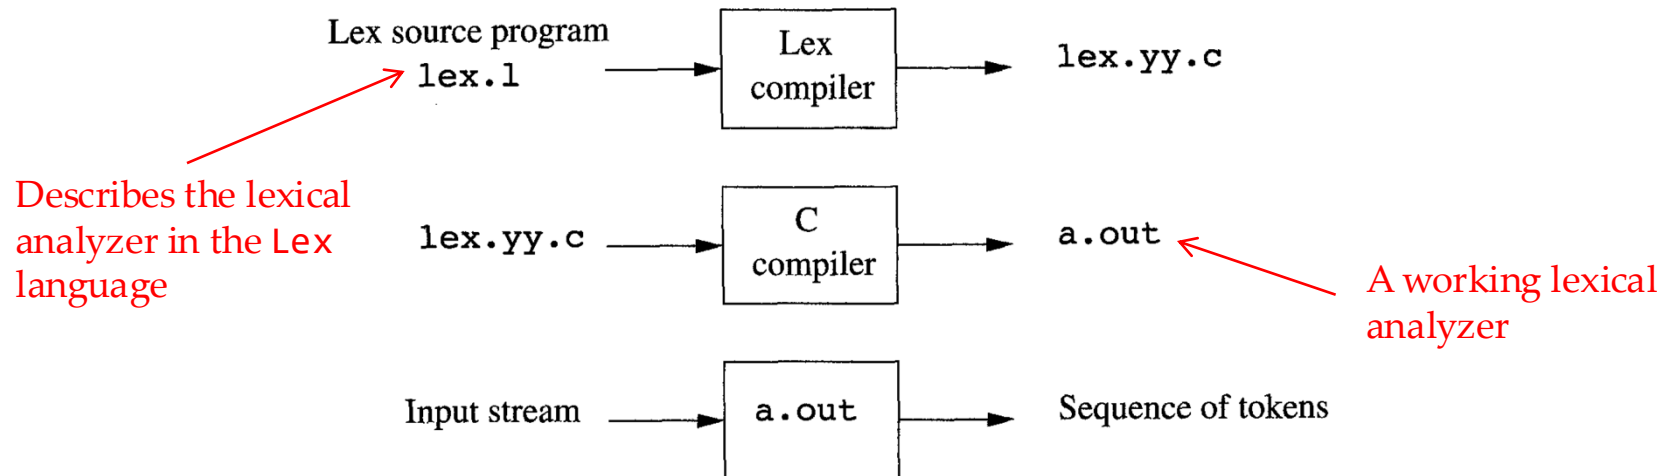 Lex source program
lex.l
Lex
compiler
lex.yy.c
Describes the lexical
analyzer in the Lex
language
lex.yy.c
C
compiler
a.out
A working lexical
analyzer
Input stream
a.out
Sequence of tokens